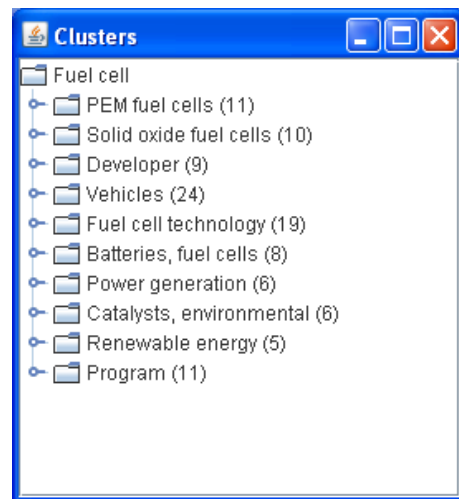 Clusters
Fuel cell
PEM fuel cells (11)
Solid oxide fuel cells (10)
Developer (9)
Vehicles (24)
Fuel cell technology (19)
Batteries, fuel cells (8)
Power generation (6)
Catalysts, environmental (6)
Renewable energy (5)
Program (11)